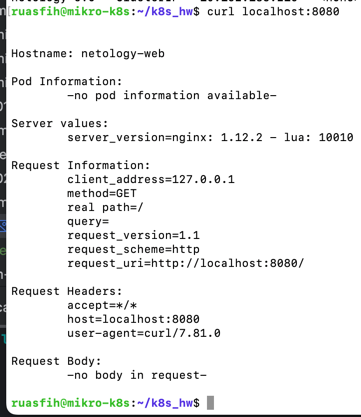 ruasfih@mikro-k8s:~/k8s_hw$ curl localhost:8080
Hostname: netology-web
Pod Information:
-no pod information available-
Server values:
server_version=nginx: 1.12.2 - lua: 10010
Request Information:
client_address=127.0.0.1
method=GET
real path=/
query=
request_version=1.1
request_scheme=http
request_uri=http://localhost:8080/
Request Headers:
accept=*/*
host=localhost:8080
user-agent=curl/7.81.0
Request Body:
-no body in request-
ruasfih@mikro-k8s:~/k8s_hw$